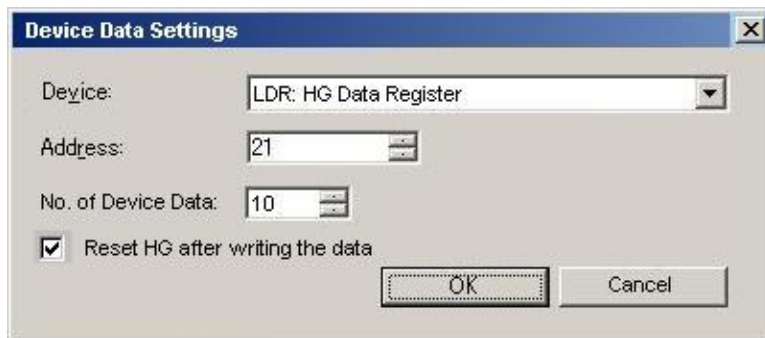 Device Data Settings
Device: LDR: HG Data Register
Address: 21
No. of Device Data: 10
Reset HG after writing the data
OK Cancel